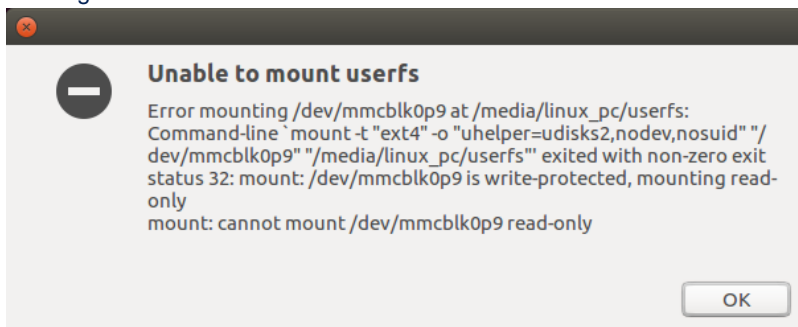 Unable to mount userfs
Error mounting /dev/mmcblk0p9 at /media/linux_pc/userfs:
Command-line `mount -t "ext4" -o "uhelper=udisks2,nodev,nosuid" "/
dev/mmcblk0p9" "/media/linux_pc/userfs"' exited with non-zero exit
status 32: mount: /dev/mmcblk0p9 is write-protected, mounting read-
only
mount: cannot mount /dev/mmcblk0p9 read-only
OK